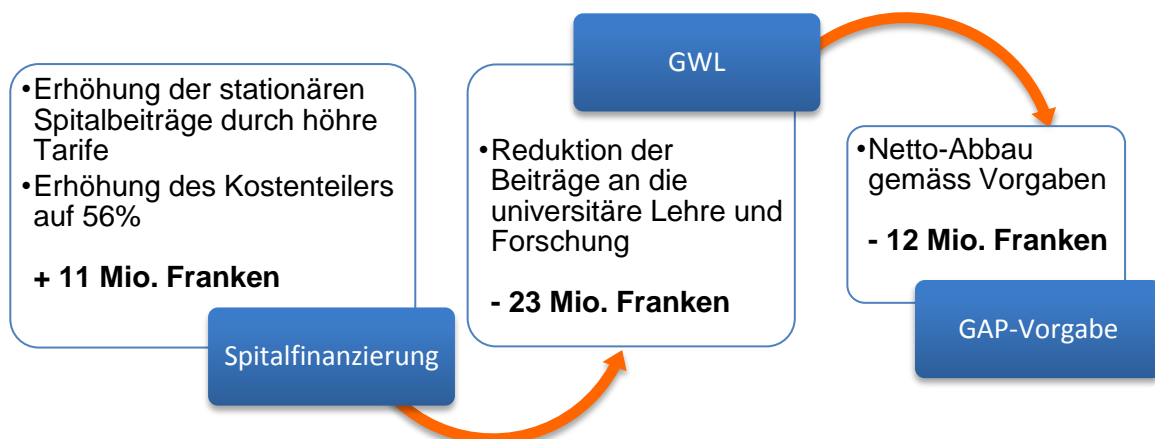 •Erhöhung der stationären
Spitalbeiträge durch höhre
Tarife
•Erhöhung des Kostenteilers
auf 56%
+ 11 Mio. Franken
Spitalfinanzierung
GWL
•Reduktion der
Beiträge an die
universitäre Lehre und
Forschung
- 23 Mio. Franken
•Netto-Abbau
gemäss Vorgaben
- 12 Mio. Franken
GAP-Vorgabe